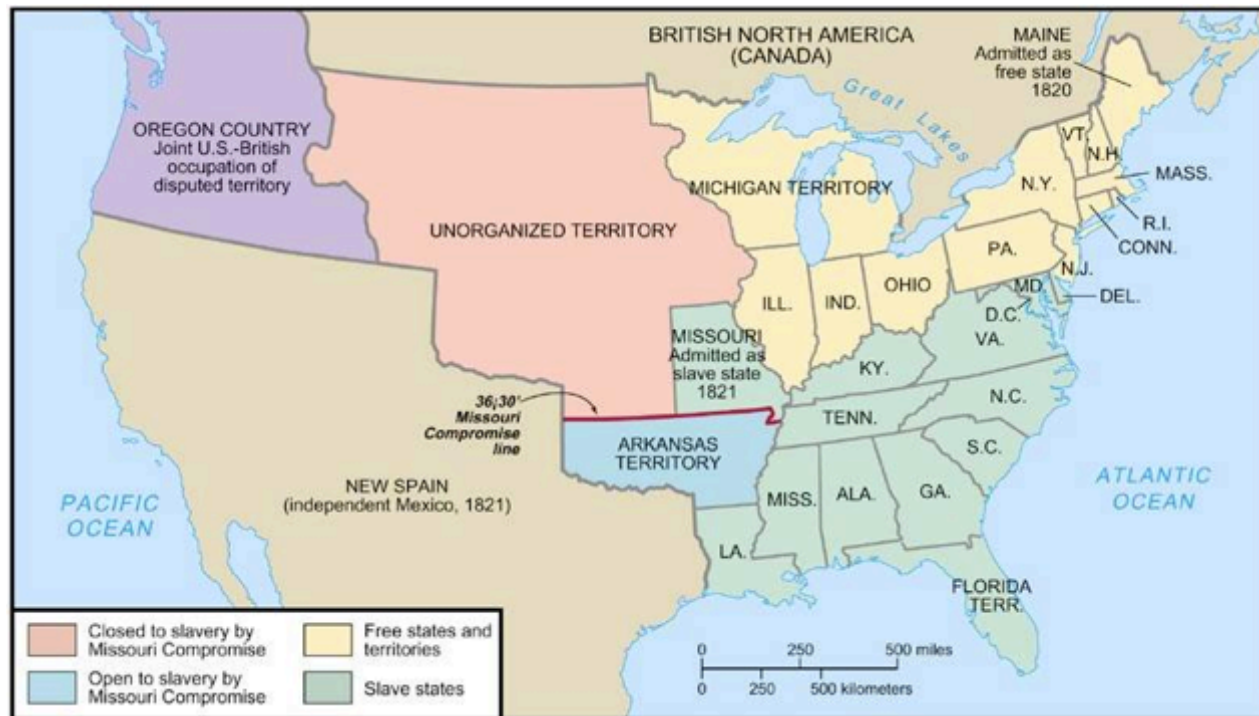 BRITISH NORTH AMERICA
(CANADA)
MAINE
Admitted as
free state
1820
Great Lakes
OREGON COUNTRY
Joint U.S.-British
occupation of
disputed territory
VT.
N.H.
MASS.
N.Y.
MICHIGAN TERRITORY
R.I.
CONN.
UNORGANIZED TERRITORY
PA.
N.J.
OHIO
ILL.
IND.
MD.
DEL.
D.C.
VA.
MISSOURI
Admitted as
slave state
1821
KY.
36¡30'
Missouri
Compromise
line
N.C.
TENN.
ARKANSAS
TERRITORY
S.C.
PACIFIC
OCEAN
NEW SPAIN
(independent Mexico, 1821)
MISS.
ALA.
GA.
ATLANTIC
OCEAN
LA.
FLORIDA
TERR.
Closed to slavery by
Missouri Compromise
Free states and
territories
Open to slavery by
Missouri Compromise
Slave states
0 250 500 miles
0 250 500 kilometers